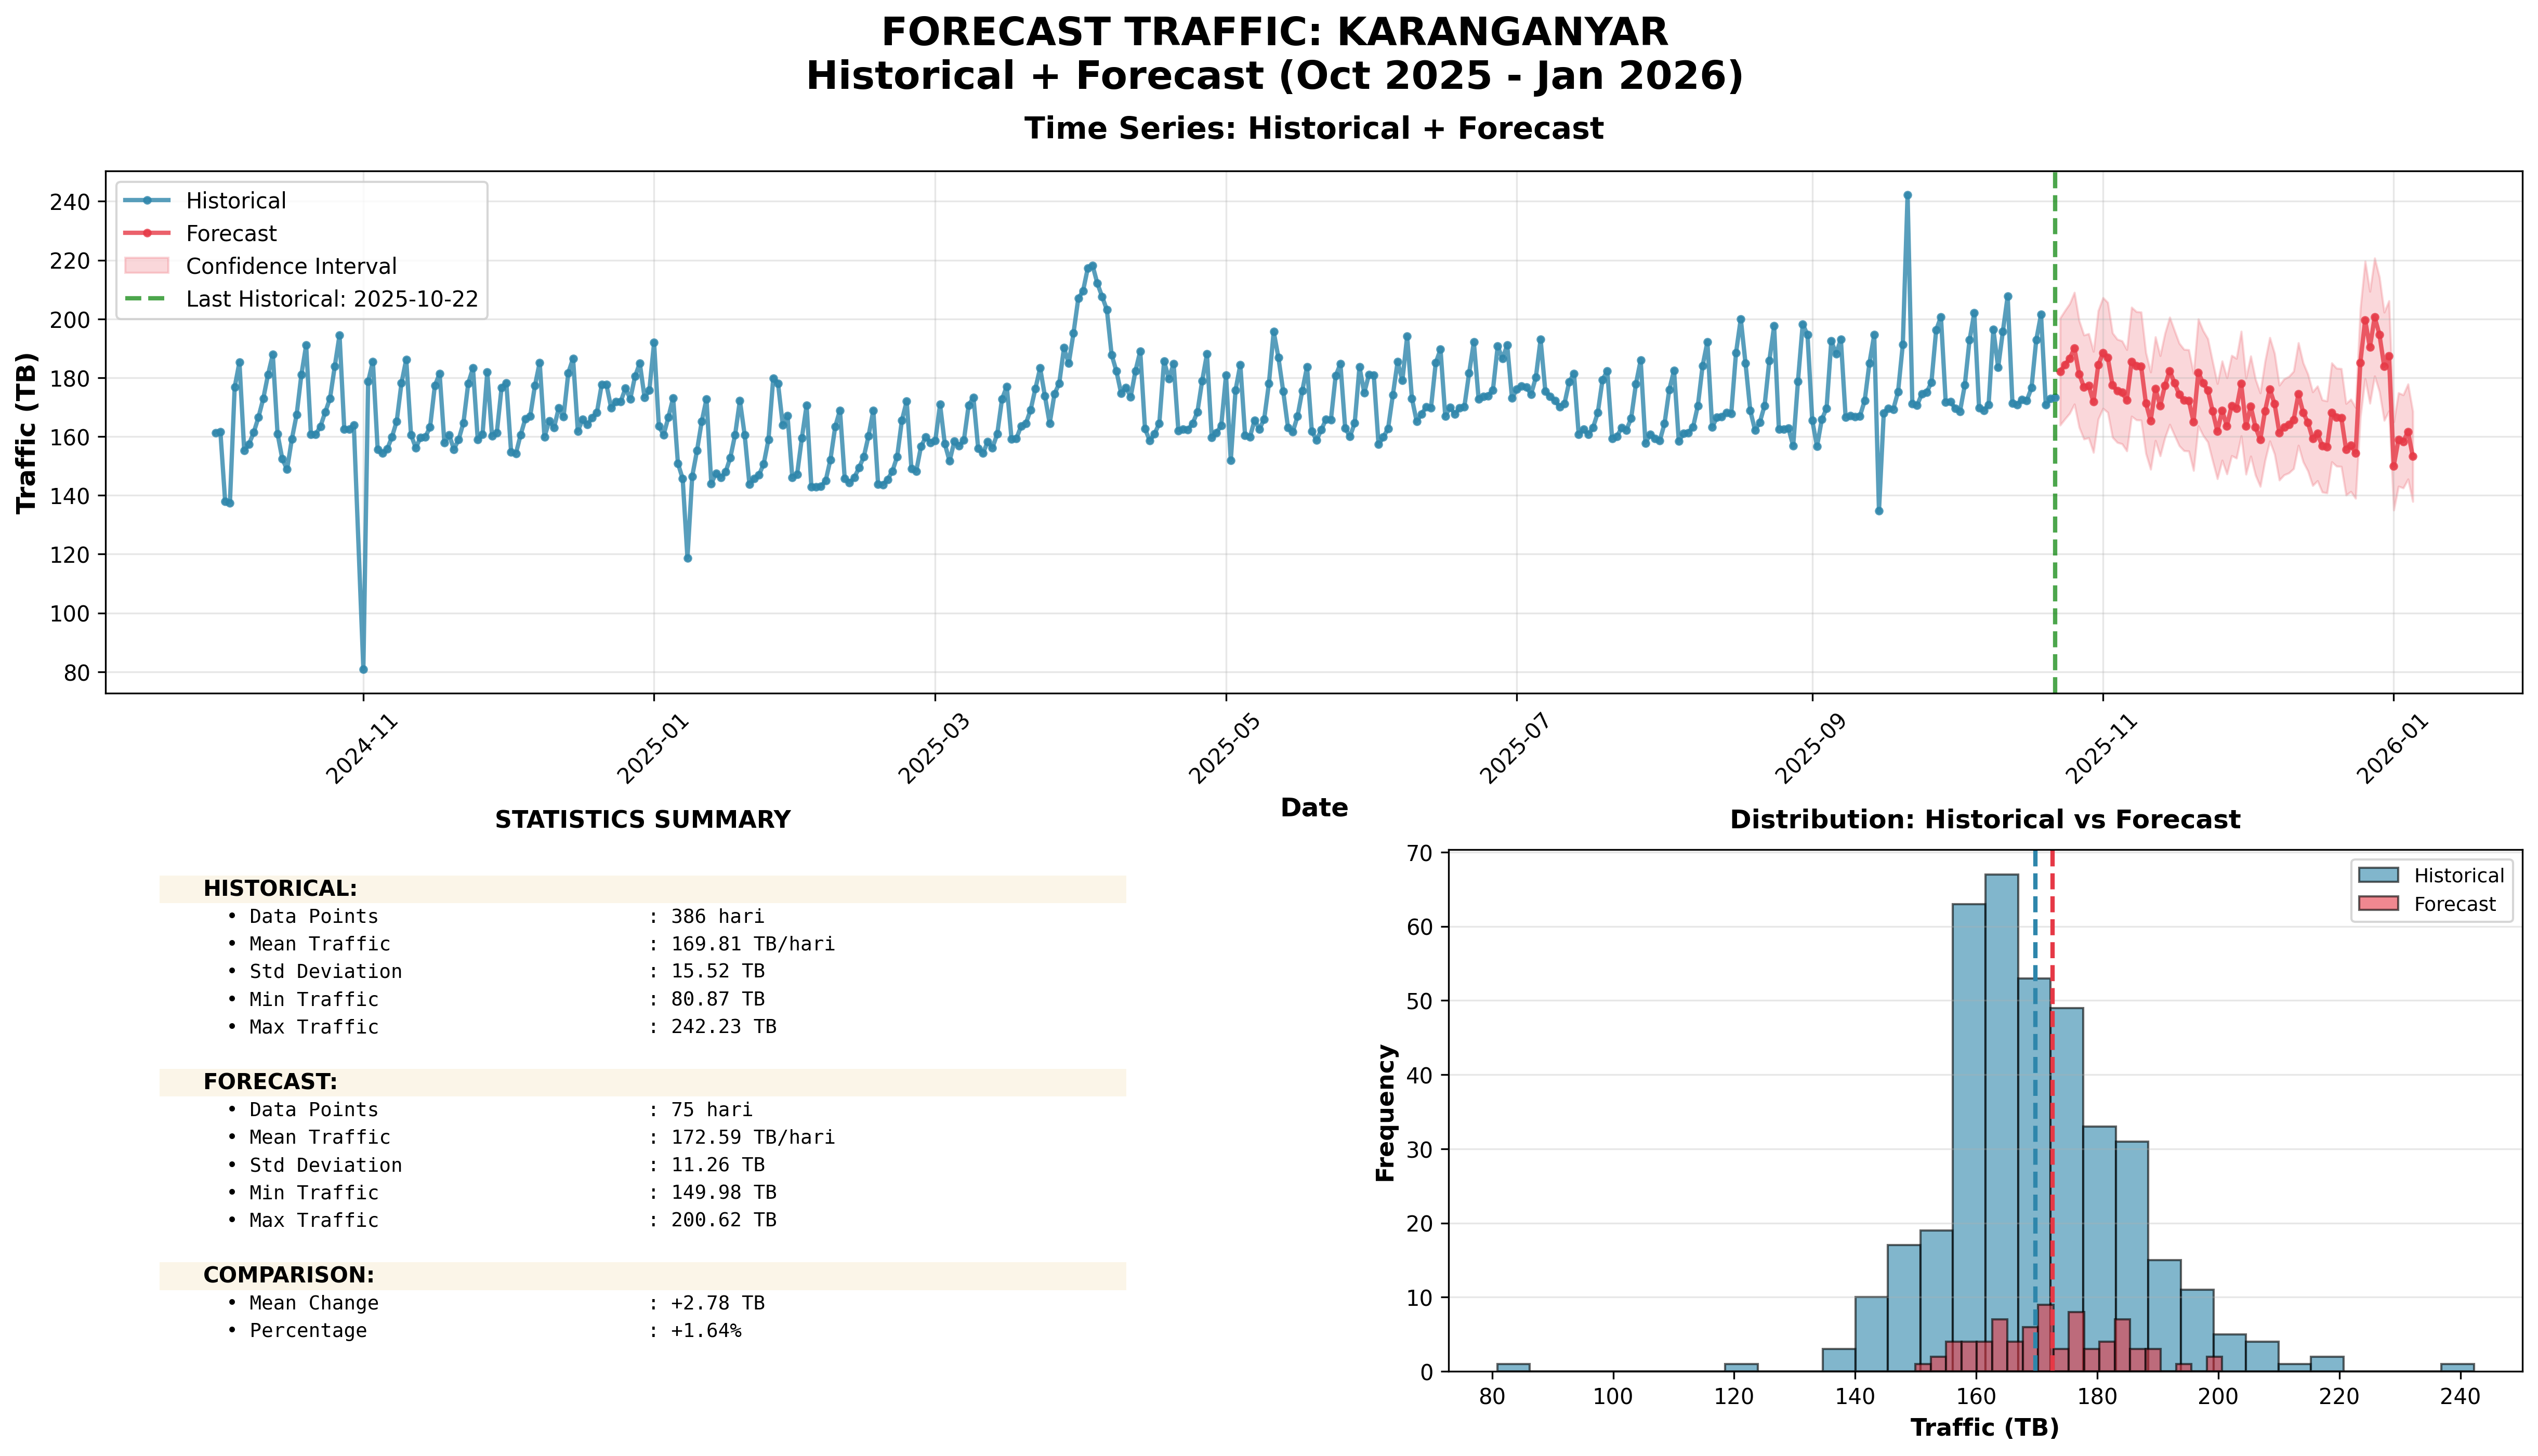 FORECAST TRAFFIC: KARANGANYAR
Historical + Forecast (Oct 2025 - Jan 2026)
Time Series: Historical + Forecast
Traffic (TB)
240
220
200
180
160
140
120
100
80
Historical
Forecast
Confidence Interval
Last Historical: 2025-10-22
2024-11
2025-01
2025-03
2025-05
2025-07
2025-09
2025-11
2026-01
Date
STATISTICS SUMMARY
HISTORICAL:
• Data Points : 386 hari
• Mean Traffic : 169.81 TB/hari
• Std Deviation : 15.52 TB
• Min Traffic : 80.87 TB
• Max Traffic : 242.23 TB
FORECAST:
• Data Points : 75 hari
• Mean Traffic : 172.59 TB/hari
• Std Deviation : 11.26 TB
• Min Traffic : 149.98 TB
• Max Traffic : 200.62 TB
COMPARISON:
• Mean Change : +2.78 TB
• Percentage : +1.64%
Distribution: Historical vs Forecast
Frequency
70
60
50
40
30
20
10
0
Historical
Forecast
80
100
120
140
160
180
200
220
240
Traffic (TB)